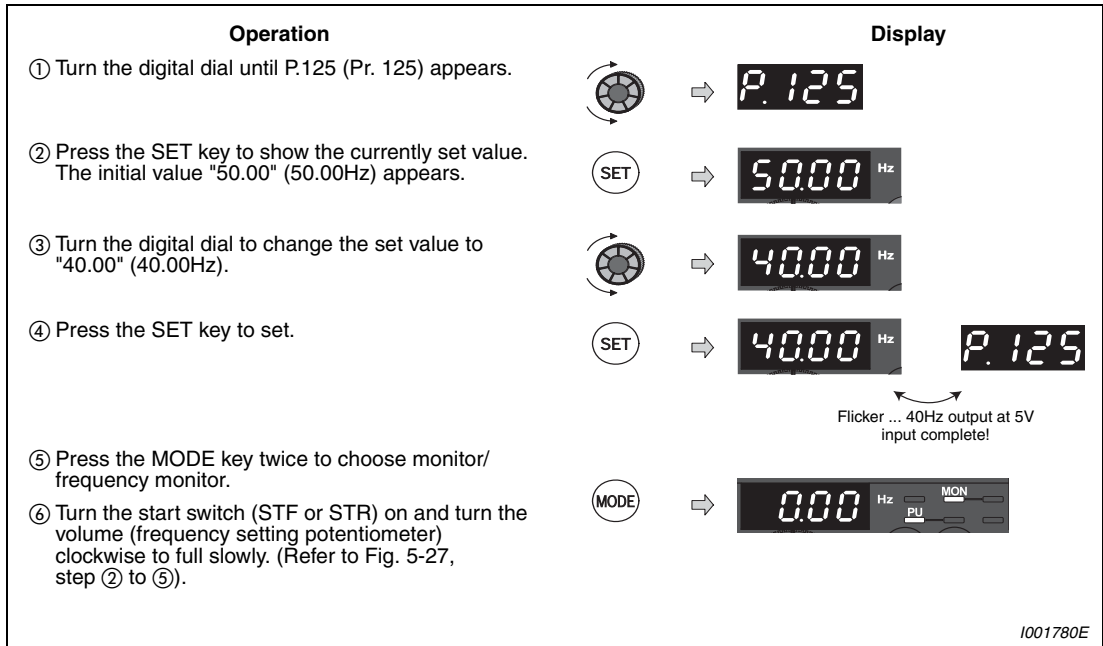 Operation
Display
① Turn the digital dial until P.125 (Pr. 125) appears.
P. 125
② Press the SET key to show the currently set value.
The initial value "50.00" (50.00Hz) appears.
SET
50.00 Hz
③ Turn the digital dial to change the set value to
"40.00" (40.00Hz).
40.00 Hz
④ Press the SET key to set.
SET
40.00 Hz
P. 125
Flicker ... 40Hz output at 5V
input complete!
⑤ Press the MODE key twice to choose monitor/
frequency monitor.
MODE
0.00 Hz
MON
PU
⑥ Turn the start switch (STF or STR) on and turn the
volume (frequency setting potentiometer)
clockwise to full slowly. (Refer to Fig. 5-27,
step ② to ⑤).
I001780E